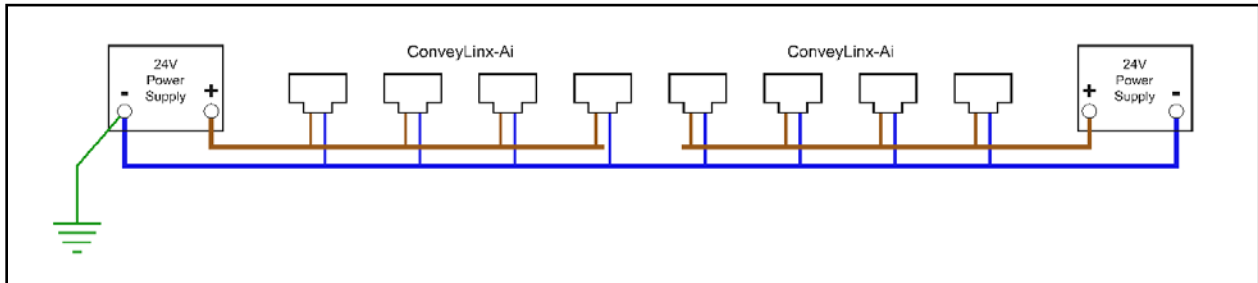 ConveyLinx-Ai
ConveyLinx-Ai
24V
Power
Supply
- +
24V
Power
Supply
+ -